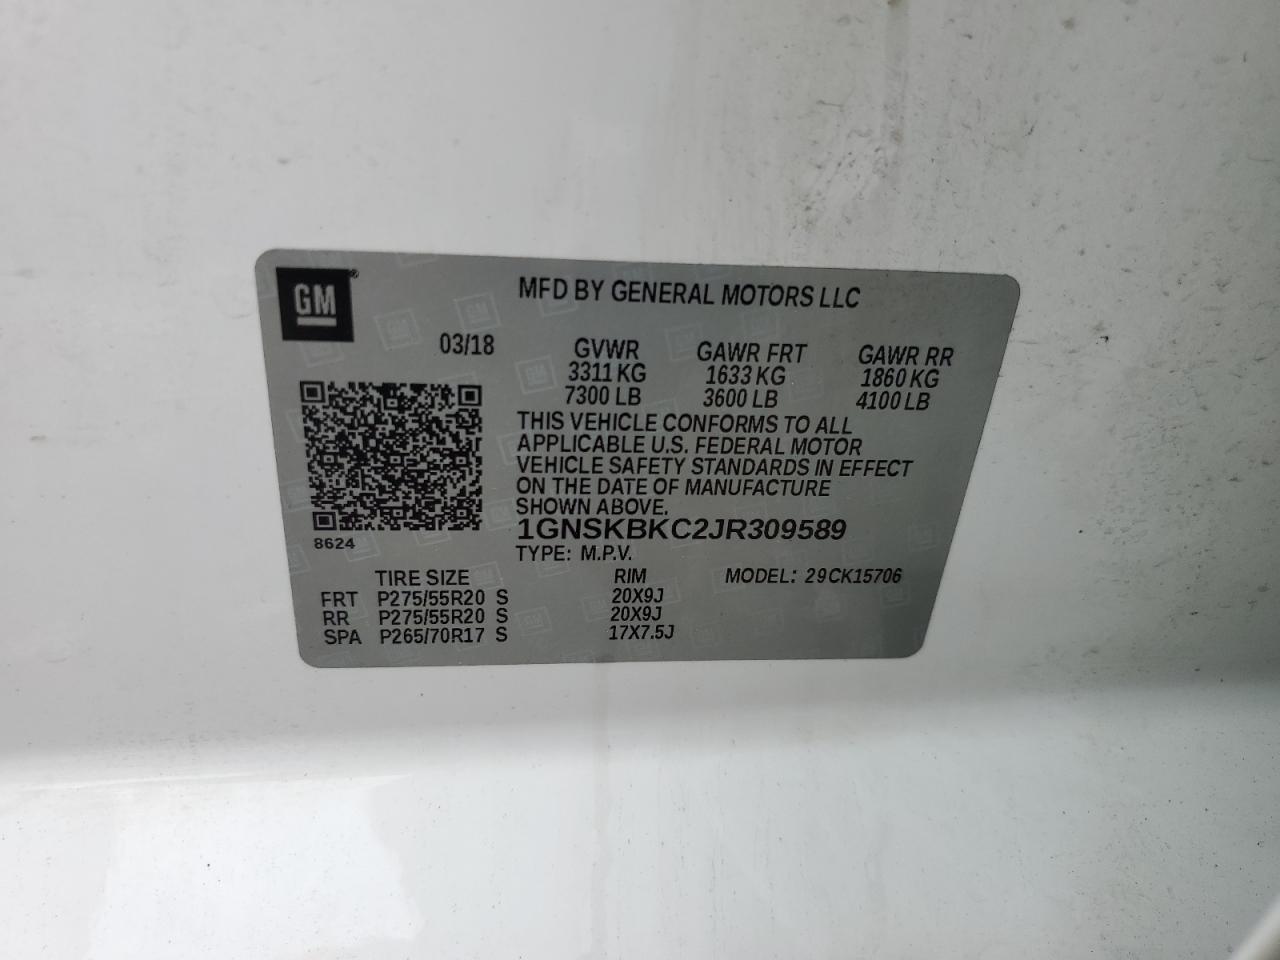 GM®
MFD BY GENERAL MOTORS LLC
03/18 GVWR GAWR FRT GAWR RR
3311 KG 1633 KG 1860 KG
7300 LB 3600 LB 4100 LB
THIS VEHICLE CONFORMS TO ALL
APPLICABLE U.S. FEDERAL MOTOR
VEHICLE SAFETY STANDARDS IN EFFECT
ON THE DATE OF MANUFACTURE
SHOWN ABOVE.
1GNSKBKC2JR309589
8624
TYPE: M.P.V.
TIRE SIZE RIM MODEL: 29CK15706
FRT P275/55R20 S 20X9J
RR P275/55R20 S 20X9J
SPA P265/70R17 S 17X7.5J